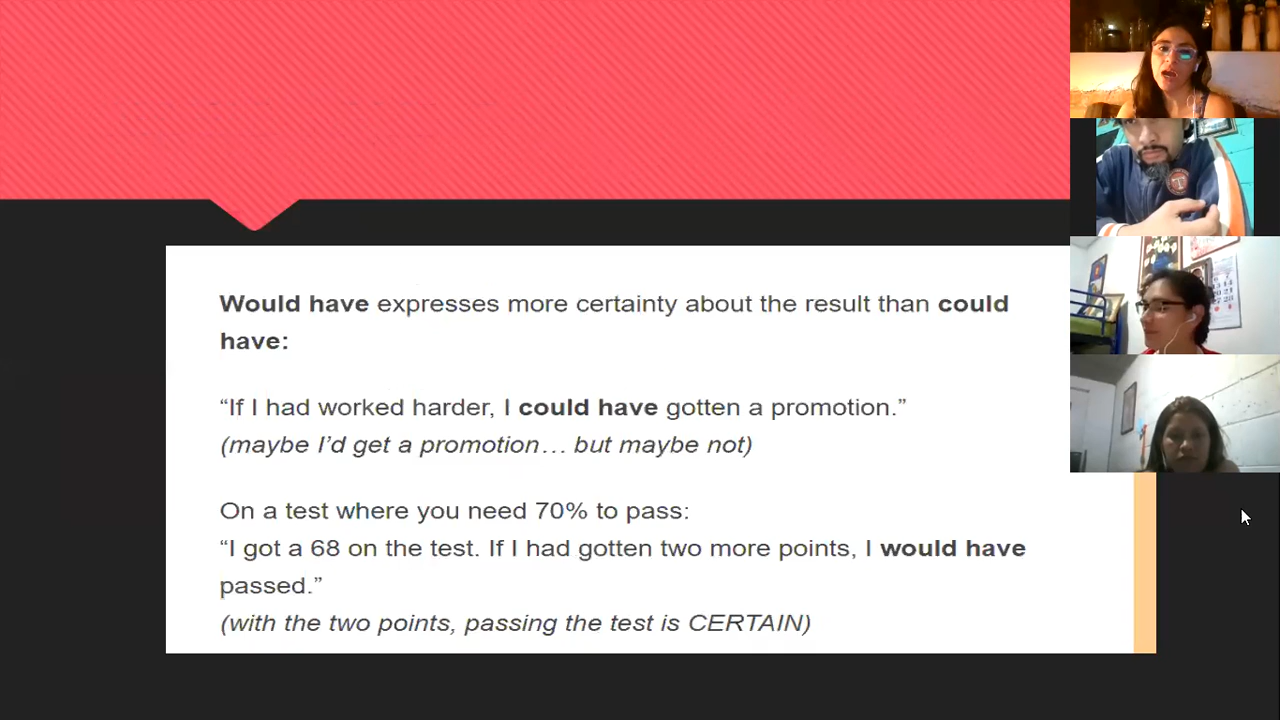 Would have expresses more certainty about the result than could
have:
“If I had worked harder, I could have gotten a promotion.”
(maybe I’d get a promotion… but maybe not)
On a test where you need 70% to pass:
“I got a 68 on the test. If I had gotten two more points, I would have
passed.”
(with the two points, passing the test is CERTAIN)